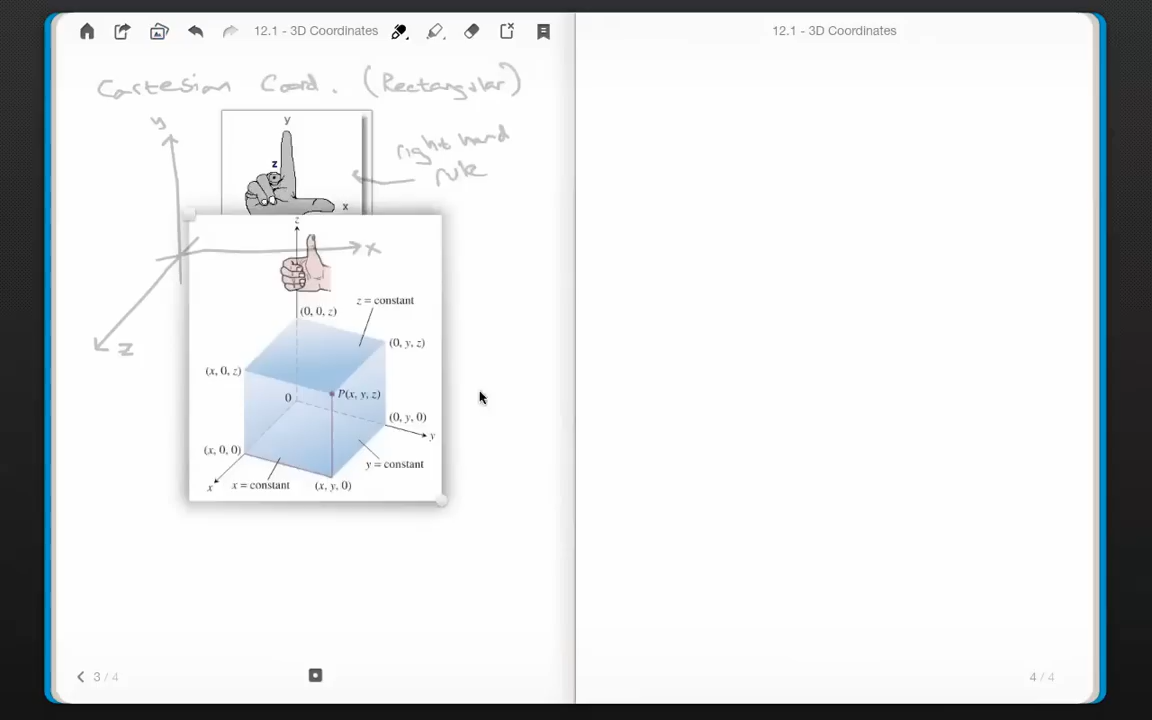 12.1 - 3D Coordinates
12.1 - 3D Coordinates
Cartesian Coord. (Rectangular)
y
y
right hand
rule
z
x
z
x
z = constant
(0, 0, z)
(0, y, z)
(x, 0, z)
P(x, y, z)
0
(0, y, 0)
y
(x, 0, 0)
y = constant
x
x = constant
(x, y, 0)
z
3 / 4
4 / 4